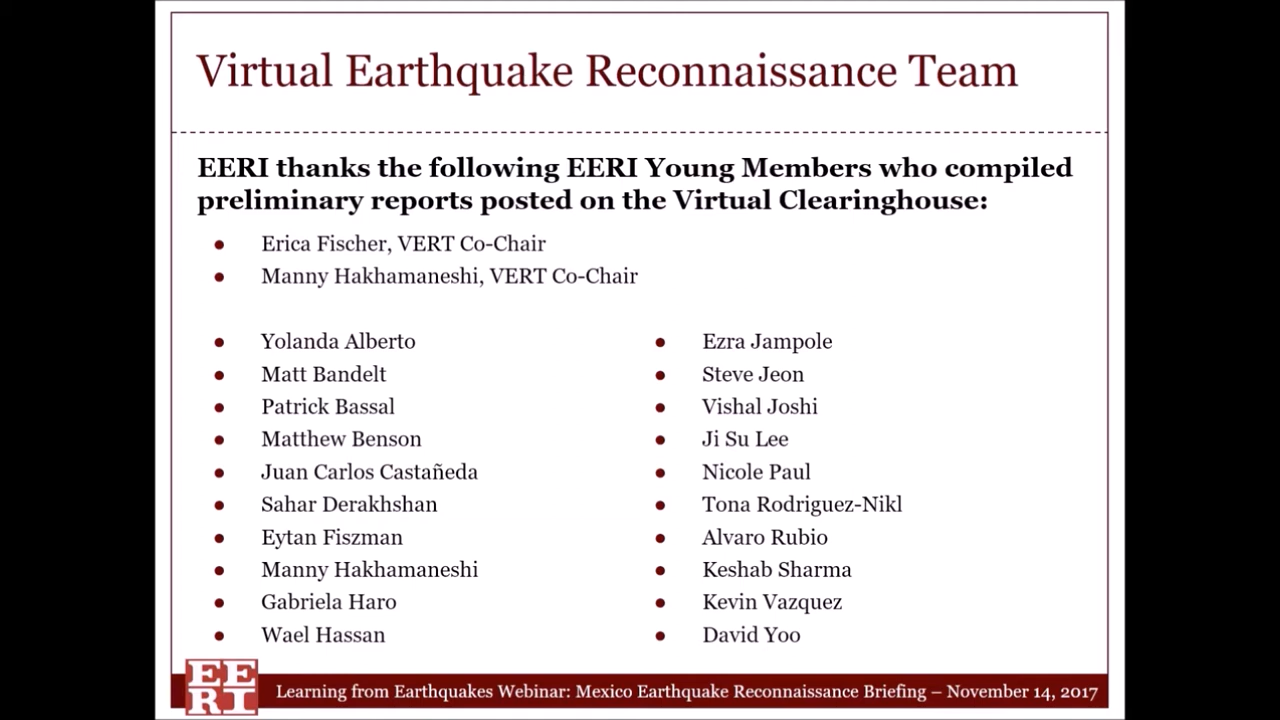 Virtual Earthquake Reconnaissance Team
EERI thanks the following EERI Young Members who compiled
preliminary reports posted on the Virtual Clearinghouse:
● Erica Fischer, VERT Co-Chair
● Manny Hakhamaneshi, VERT Co-Chair
● Yolanda Alberto
● Matt Bandelt
● Patrick Bassal
● Matthew Benson
● Juan Carlos Castañeda
● Sahar Derakhshan
● Eytan Fiszman
● Manny Hakhamaneshi
● Gabriela Haro
● Wael Hassan
● Ezra Jampole
● Steve Jeon
● Vishal Joshi
● Ji Su Lee
● Nicole Paul
● Tona Rodriguez-Nikl
● Alvaro Rubio
● Keshab Sharma
● Kevin Vazquez
● David Yoo
EE
RI
Learning from Earthquakes Webinar: Mexico Earthquake Reconnaissance Briefing – November 14, 2017